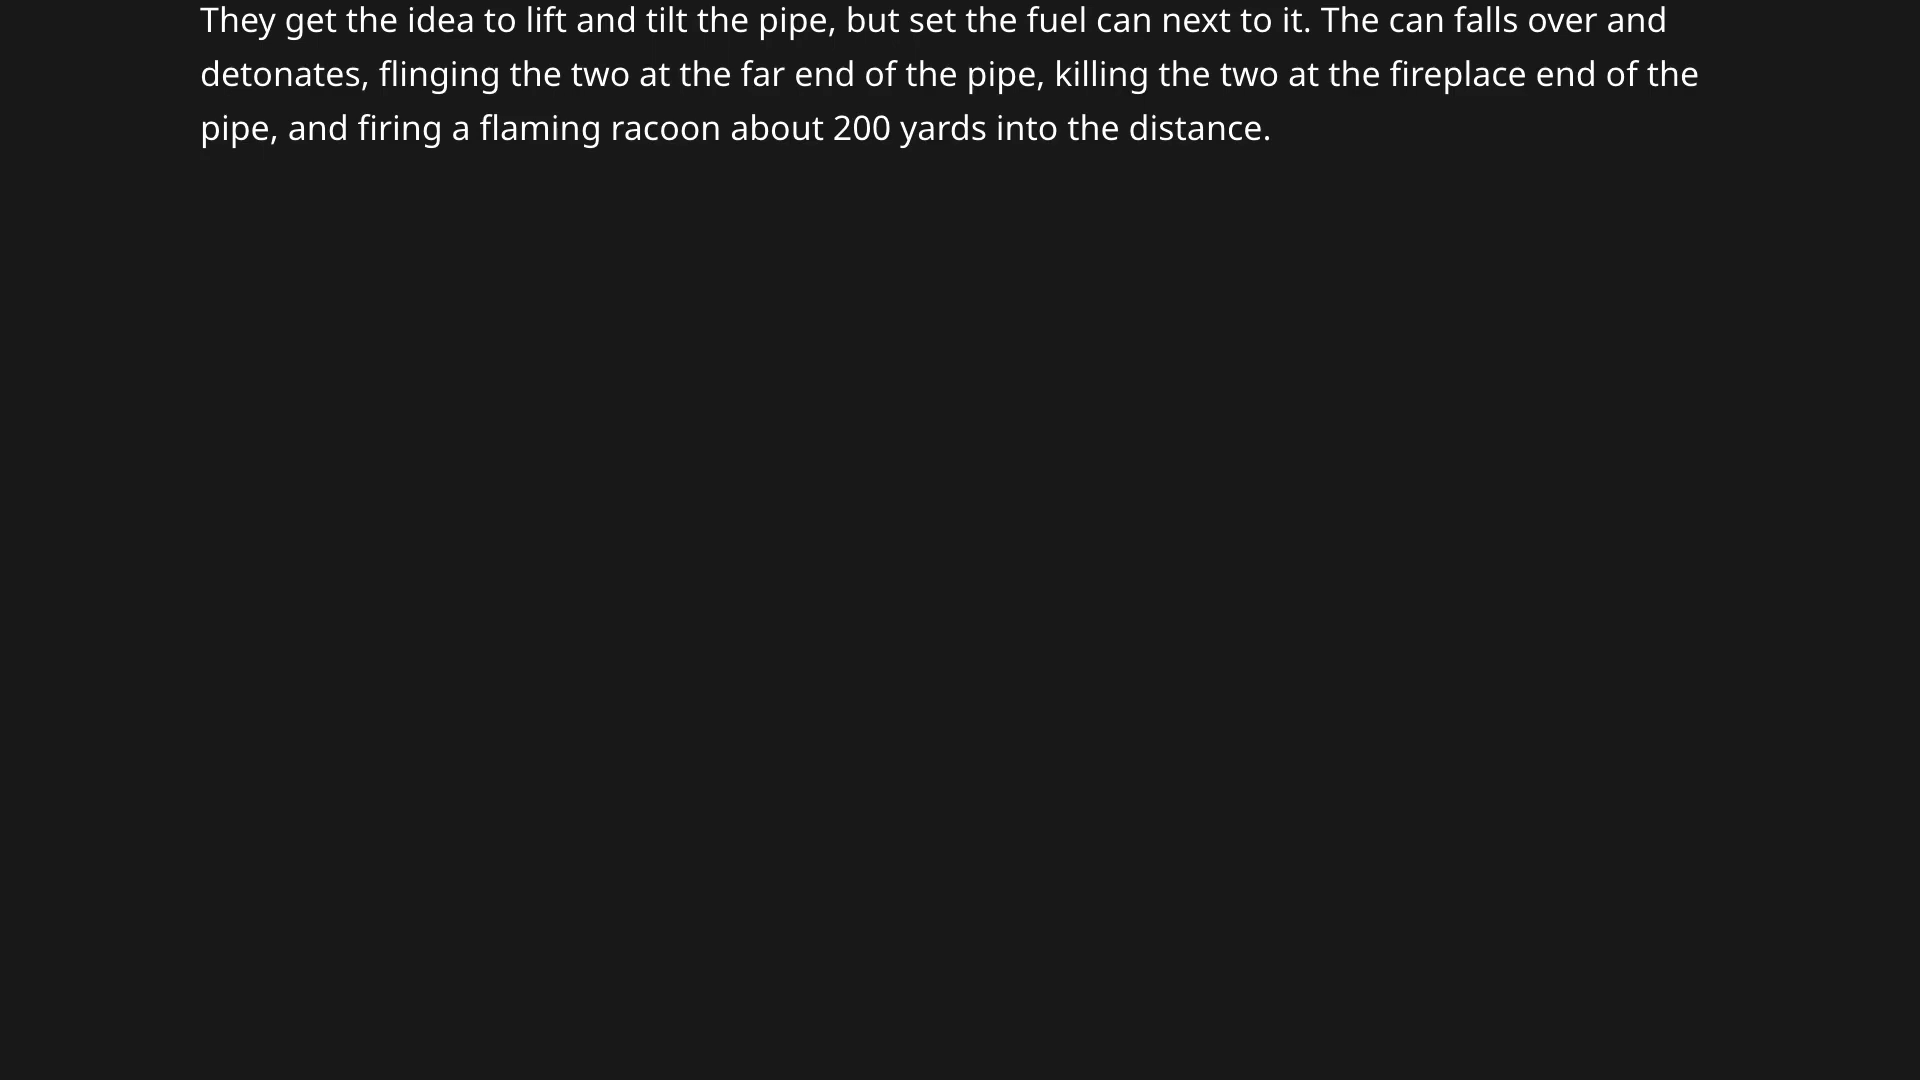 They get the idea to lift and tilt the pipe, but set the fuel can next to it. The can falls over and
detonates, flinging the two at the far end of the pipe, killing the two at the fireplace end of the
pipe, and firing a flaming racoon about 200 yards into the distance.